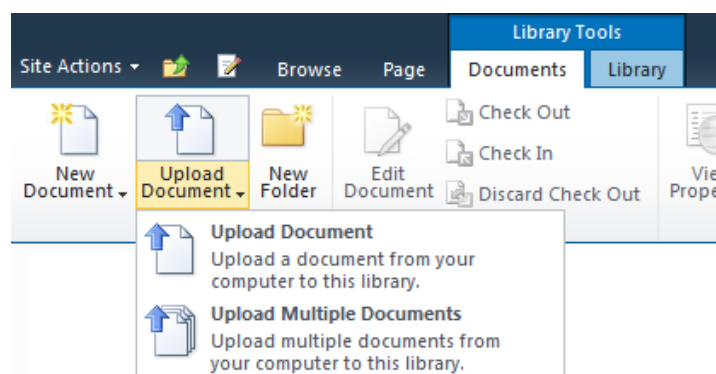 Library Tools
Site Actions Browse Page Documents Library
New Document
Upload Document
New Folder
Edit Document
Check Out
Check In
Discard Check Out
Upload Document
Upload a document from your
computer to this library.
Upload Multiple Documents
Upload multiple documents from
your computer to this library.